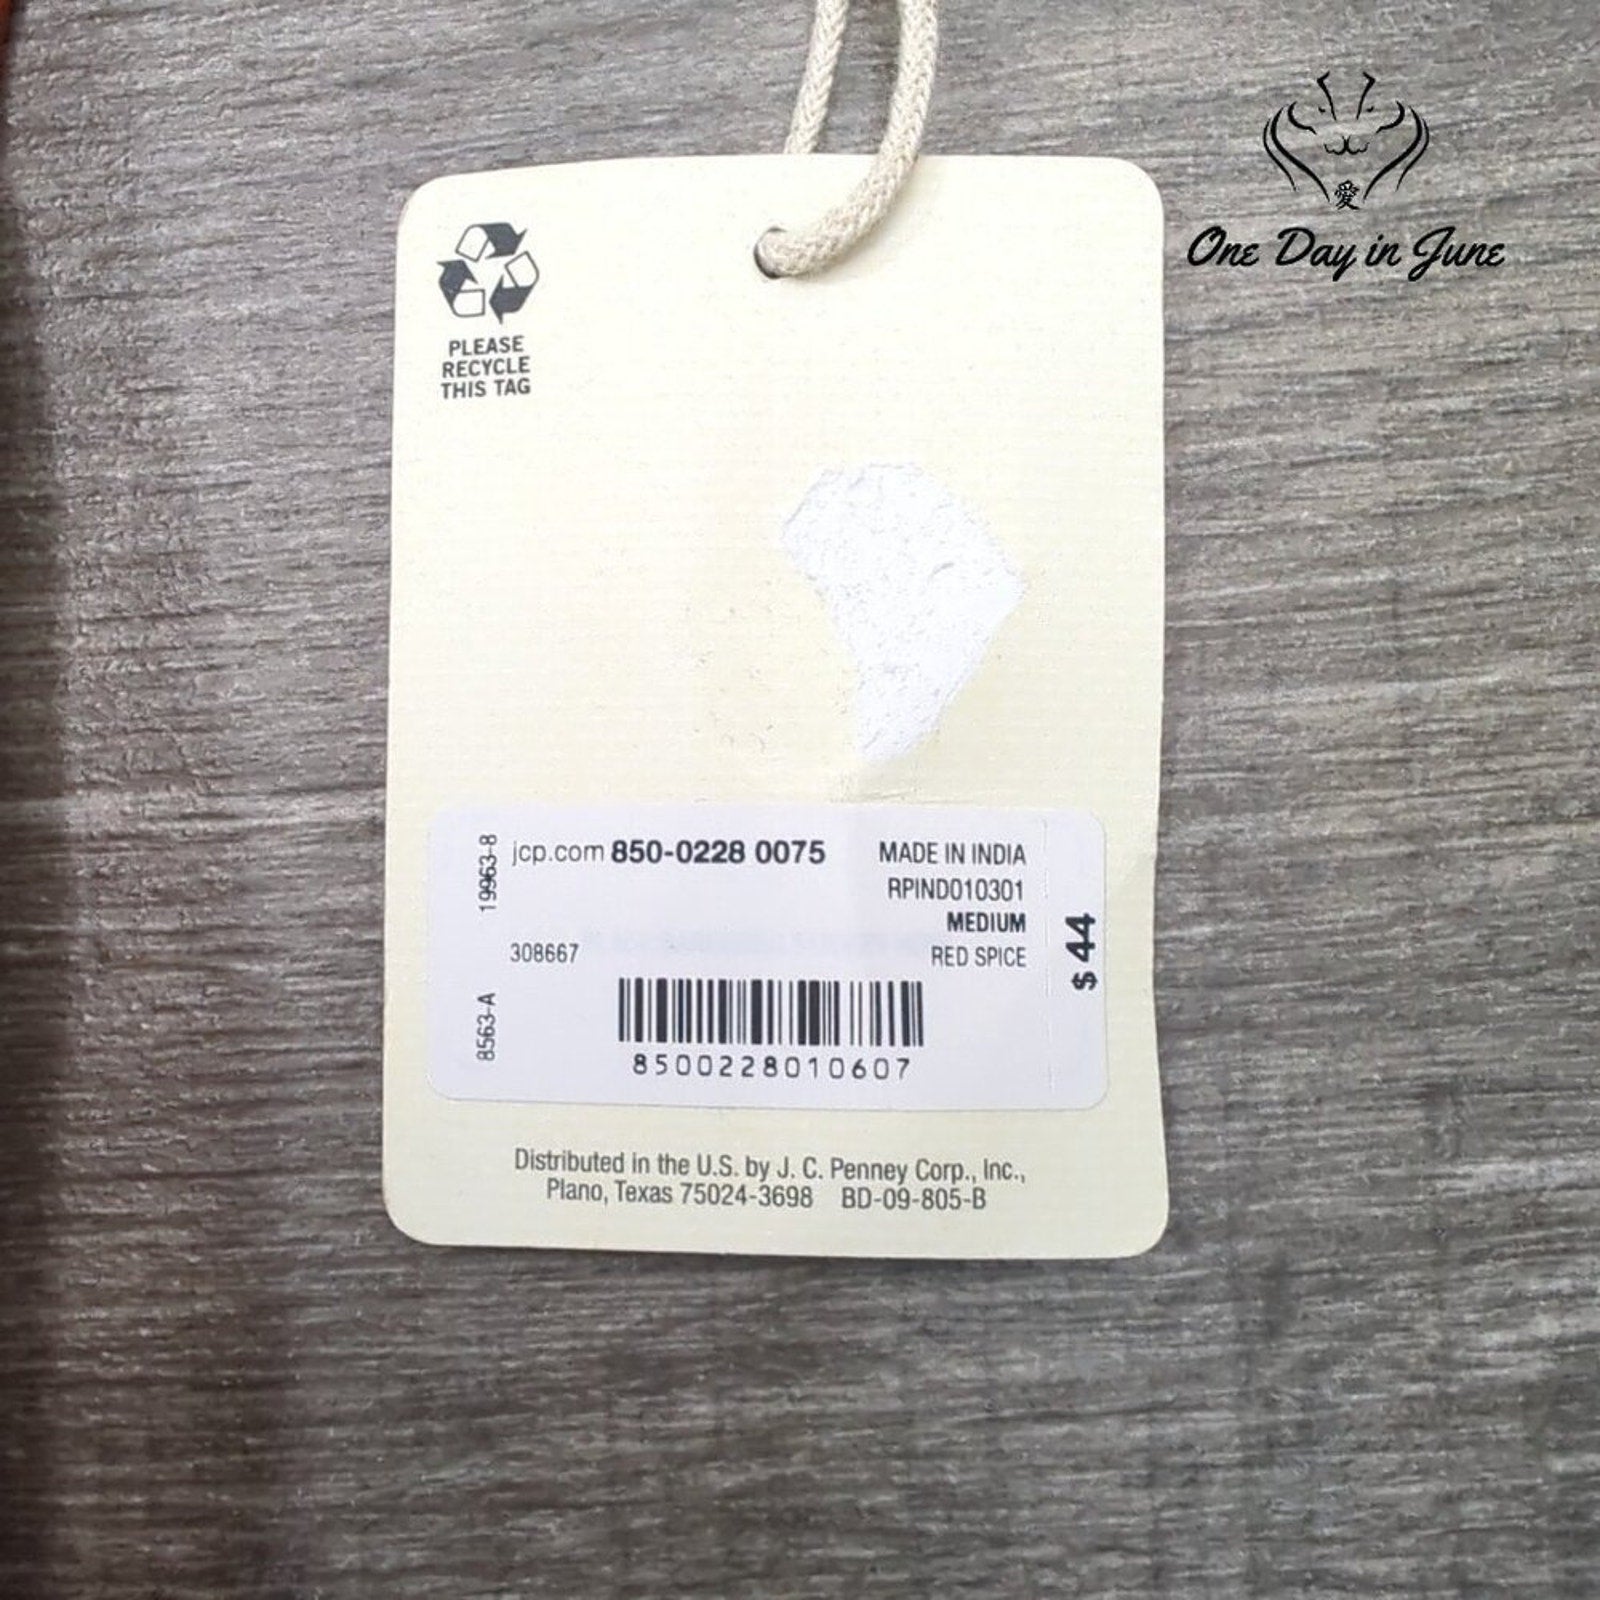 愛
One Day in June
PLEASE
RECYCLE
THIS TAG
19963-8
jcp.com 850-0228 0075
MADE IN INDIA
RPIND010301
MEDIUM
308667
RED SPICE
$44
8563-A
8500228010607
Distributed in the U.S. by J. C. Penney Corp., Inc.,
Plano, Texas 75024-3698 BD-09-805-B